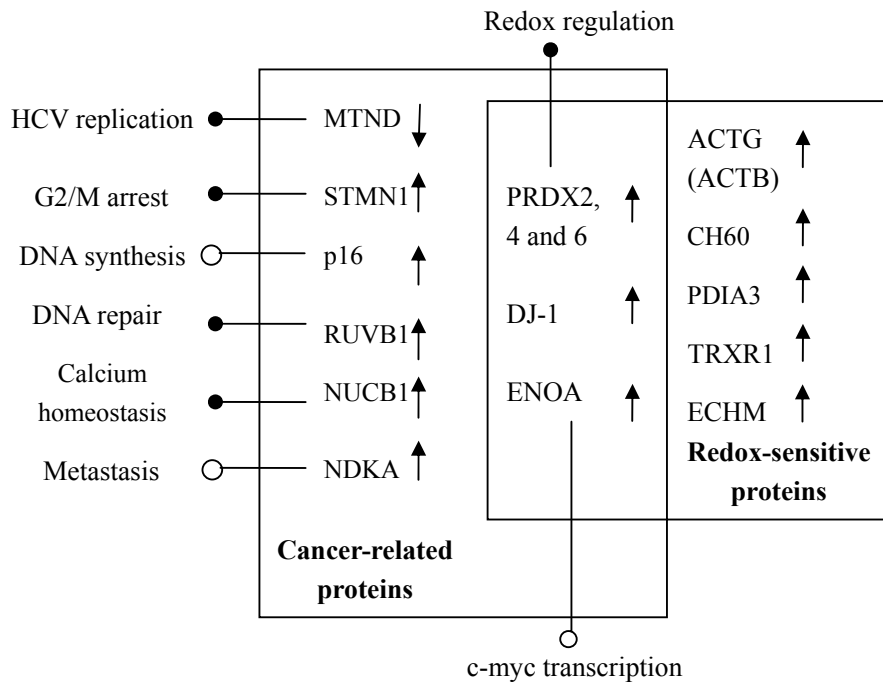 Redox regulation
HCV replication
MTND
G2/M arrest
STMN1
DNA synthesis
p16
DNA repair
RUVB1
Calcium
homeostasis
NUCB1
Metastasis
NDKA
Cancer-related
proteins
PRDX2,
4 and 6
DJ-1
ENOA
ACTG
(ACTB)
CH60
PDIA3
TRXR1
ECHM
Redox-sensitive
proteins
c-myc transcription